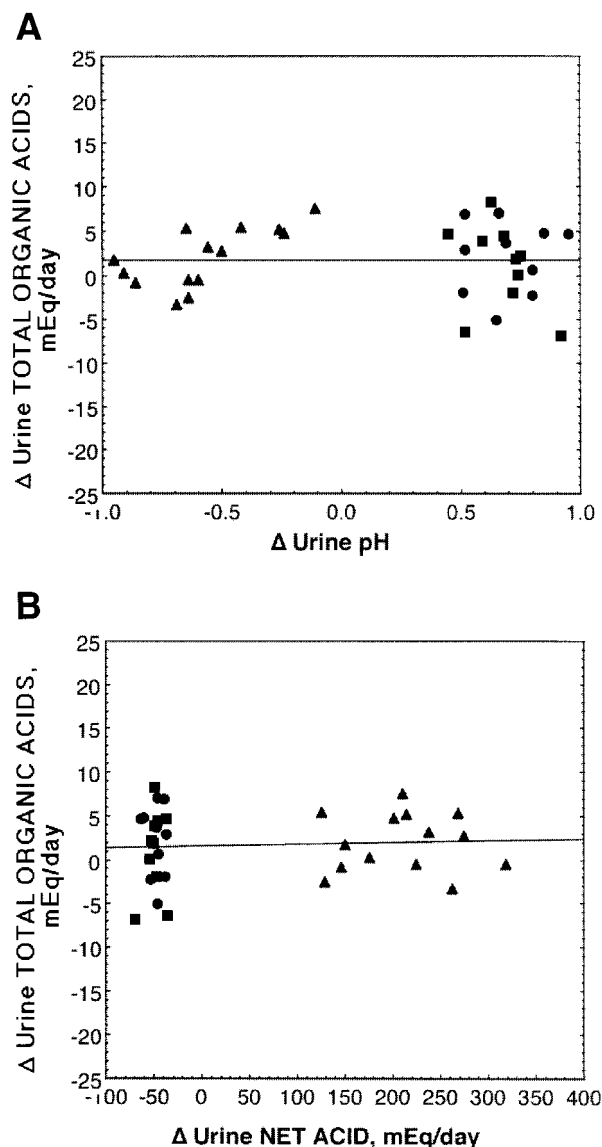 A
Δ Urine TOTAL ORGANIC ACIDS,
mEq/day
25
20
15
10
5
0
-5
-10
-15
-20
-25
-1.0 -0.5 0.0 0.5 1.0
Δ Urine pH
B
Δ Urine TOTAL ORGANIC ACIDS,
mEq/day
25
20
15
10
5
0
-5
-10
-15
-20
-25
-100 -50 0 50 100 150 200 250 300 350 400
Δ Urine NET ACID, mEq/day